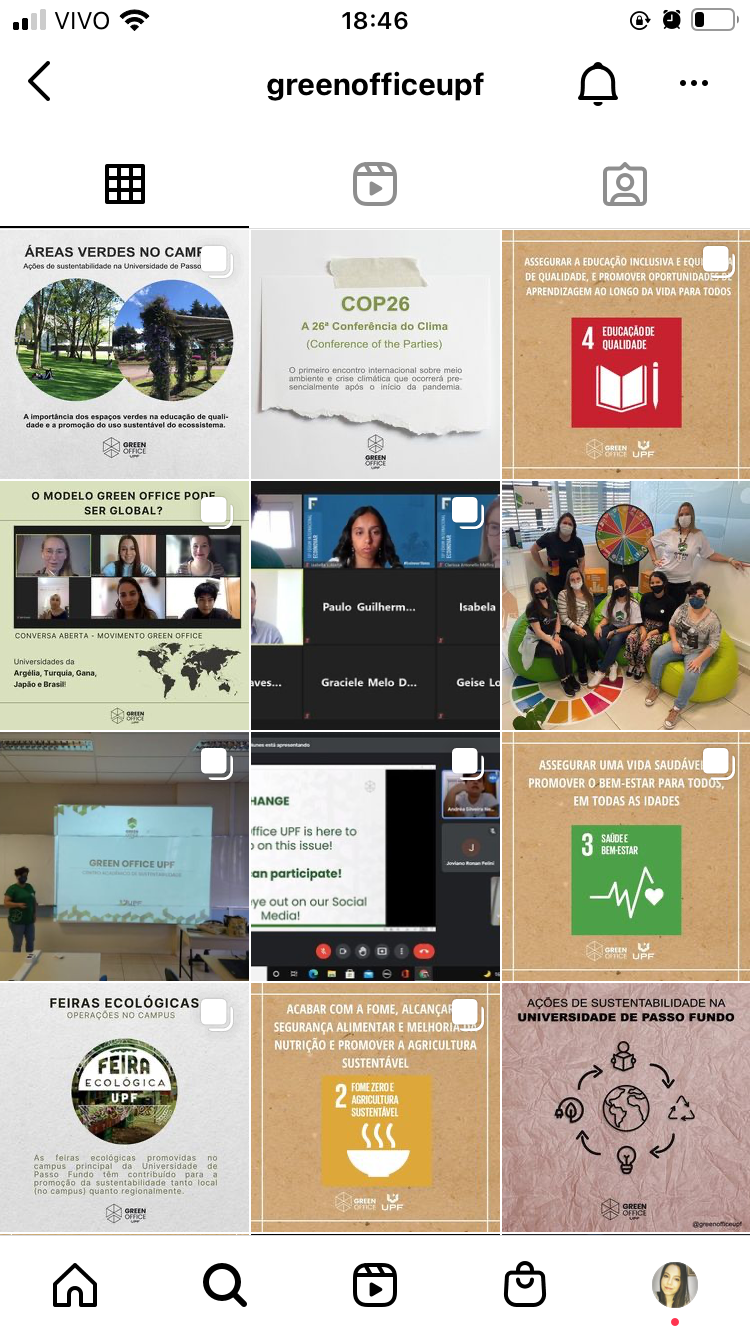 VIVO
18:46
greenofficeupf
ÁREAS VERDES NO CAMP
Ações de sustentabilidade na Universidade de Passo
A importância dos espaços verdes na educação de quali-
dade e a promoção do uso sustentável do ecossistema.
GREEN
OFFICE
UPF
COP26
A 26ª Conferência do Clima
(Conference of the Parties)
O primeiro encontro internacional sobre meio
ambiente e crise climática que ocorrerá pre-
sencialmente após o início da pandemia.
GREEN
OFFICE
UPF
ASSEGURAR A EDUCAÇÃO INCLUSIVA E EQUI
DE QUALIDADE, E PROMOVER OPORTUNIDADES DE
APRENDIZAGEM AO LONGO DA VIDA PARA TODOS
4 EDUCAÇÃO DE
QUALIDADE
GREEN
OFFICE
UPF
O MODELO GREEN OFFICE PODE
SER GLOBAL?
CONVERSA ABERTA - MOVIMENTO GREEN OFFICE
Universidades da
Argélia, Turquia, Gana,
Japão e Brasil!
GREEN
OFFICE
UPF
Paulo Guilherm...
Isabela
aves...
Graciele Melo D...
Geise Lo
GREEN OFFICE UPF
unes está apresentando
HANGE
ffice UPF is here to
o on this issue!
an participate!
ye out on our Social
Media!
J
Joviano Roman Pelini
ASSEGURAR UMA VIDA SAUDÁVEL
PROMOVER O BEM-ESTAR PARA TODOS,
EM TODAS AS IDADES
3 SAÚDE E
BEM-ESTAR
GREEN
OFFICE
UPF
FEIRAS ECOLÓGICAS
OPERAÇÕES NO CAMPUS
FEIRA
ECOLÓGICA
UPF
As feiras ecológicas promovidas no
campus principal da Universidade de
Passo Fundo têm contribuído para a
promoção da sustentabilidade tanto local
(no campus) quanto regionalmente.
GREEN
OFFICE
UPF
ACABAR COM A FOME, ALCANÇAR
SEGURANÇA ALIMENTAR E MELHORIA DA
NUTRIÇÃO E PROMOVER A AGRICULTURA
SUSTENTÁVEL
2 FOME ZERO E
AGRICULTURA
SUSTENTÁVEL
GREEN
OFFICE
UPF
AÇÕES DE SUSTENTABILIDADE NA
UNIVERSIDADE DE PASSO FUNDO
GREEN
OFFICE
UPF
@greenofficeupf